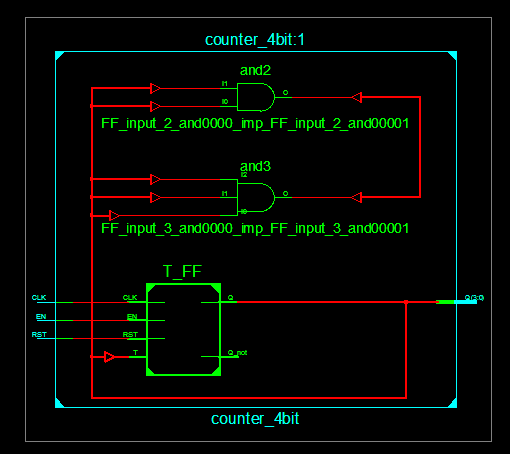 counter_4bit:1
and2
I1
O
I0
FF_input_2_and0000_imp_FF_input_2_and00001
and3
I2
I1
O
I0
FF_input_3_and0000_imp_FF_input_3_and00001
T_FF
CLK CLK Q Q(3:0)
EN EN
RST RST
T Q_not
counter_4bit